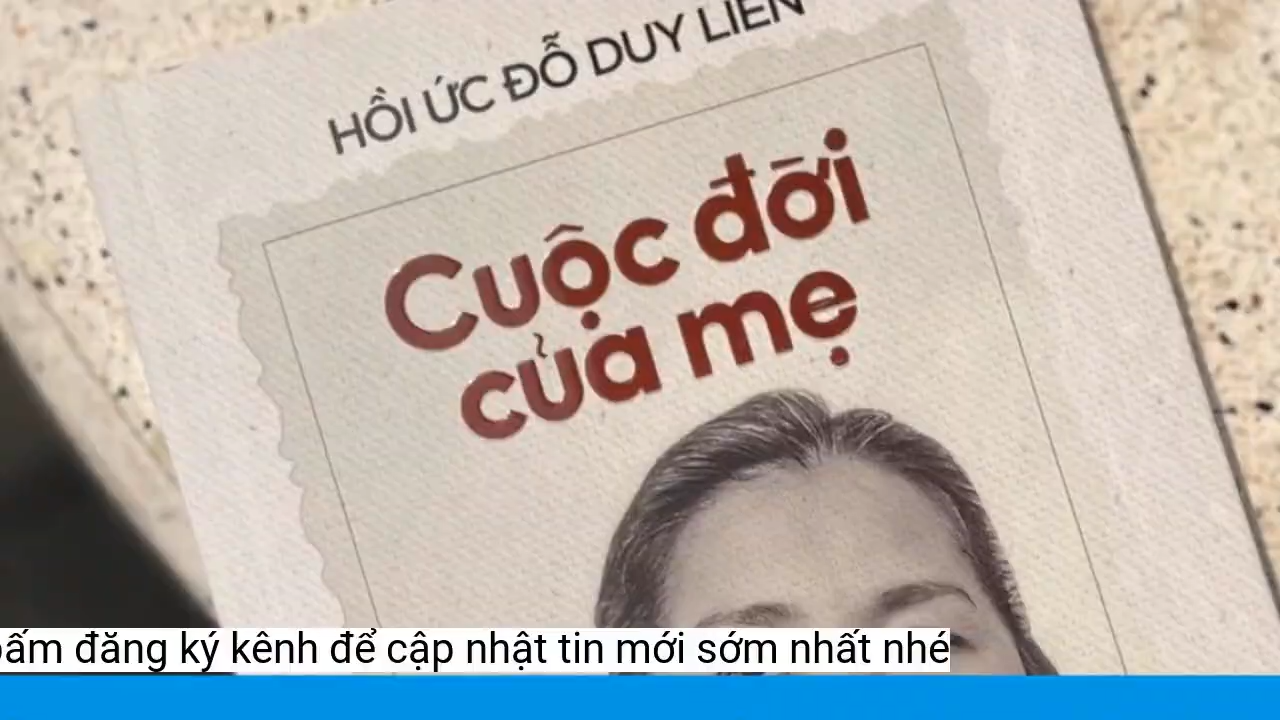 HỒI ỨC ĐỖ DUY LIÊN
Cuộc đời
của mẹ
bấm đăng ký kênh để cập nhật tin mới sớm nhất nhé